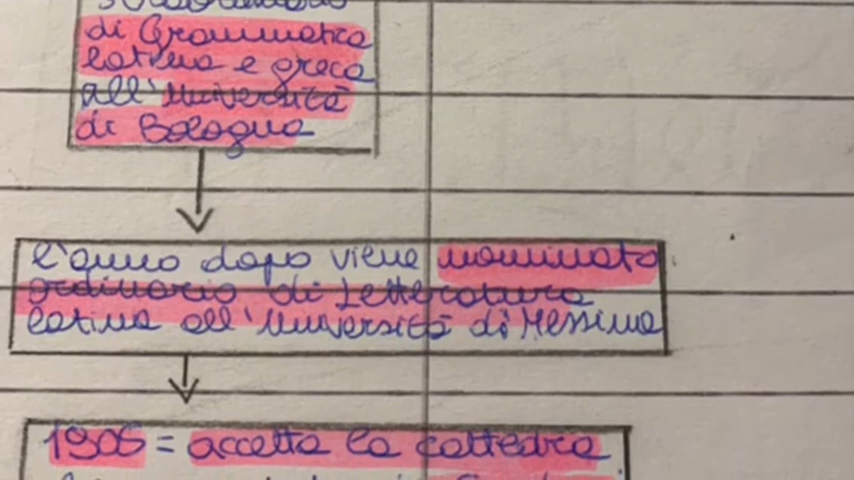 di Grammatica
latina e greca
all'Università
di Bologna
l'anno dopo viene nominato
ordinario di Letteratura
latina all'Università di Messina
1905 = accetta la cattedra